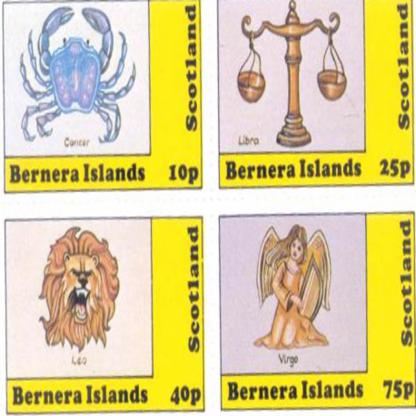 Cancer
Scotland
Bernera Islands 10p
Libra
Scotland
Bernera Islands 25p
Leo
Scotland
Bernera Islands 40p
Virgo
Scotland
Bernera Islands 75p